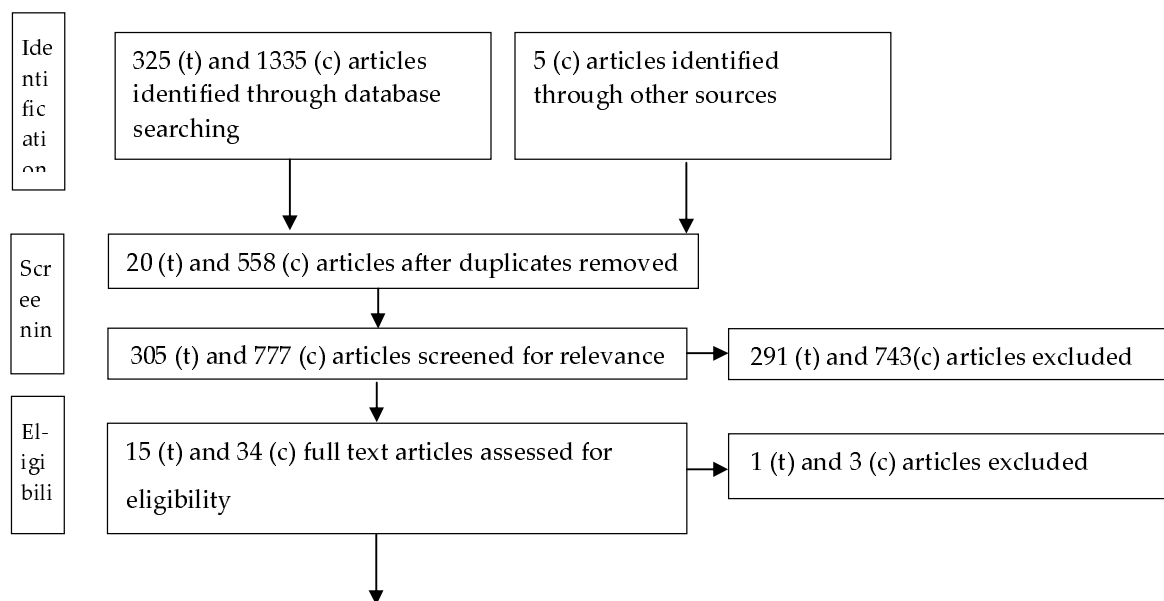 Ide
nti
fic
ati
on
325 (t) and 1335 (c) articles
identified through database
searching
5 (c) articles identified
through other sources
Scr
ee
nin
20 (t) and 558 (c) articles after duplicates removed
305 (t) and 777 (c) articles screened for relevance
291 (t) and 743(c) articles excluded
El-
igi
bili
15 (t) and 34 (c) full text articles assessed for
eligibility
1 (t) and 3 (c) articles excluded